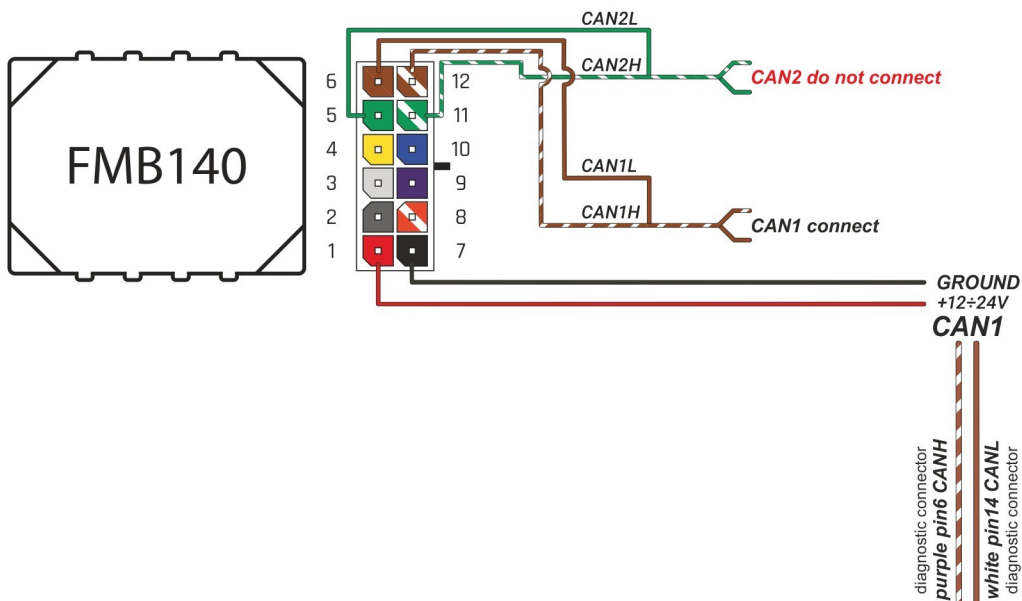 CAN2L
CAN2H
CAN2 do not connect
FMB140
6 12
5 11
4 10
3 9
2 8
1 7
CAN1L
CAN1H
CAN1 connect
GROUND
+12÷24V
CAN1
diagnostic connector
purple pin6 CANH
white pin14 CANL
diagnostic connector